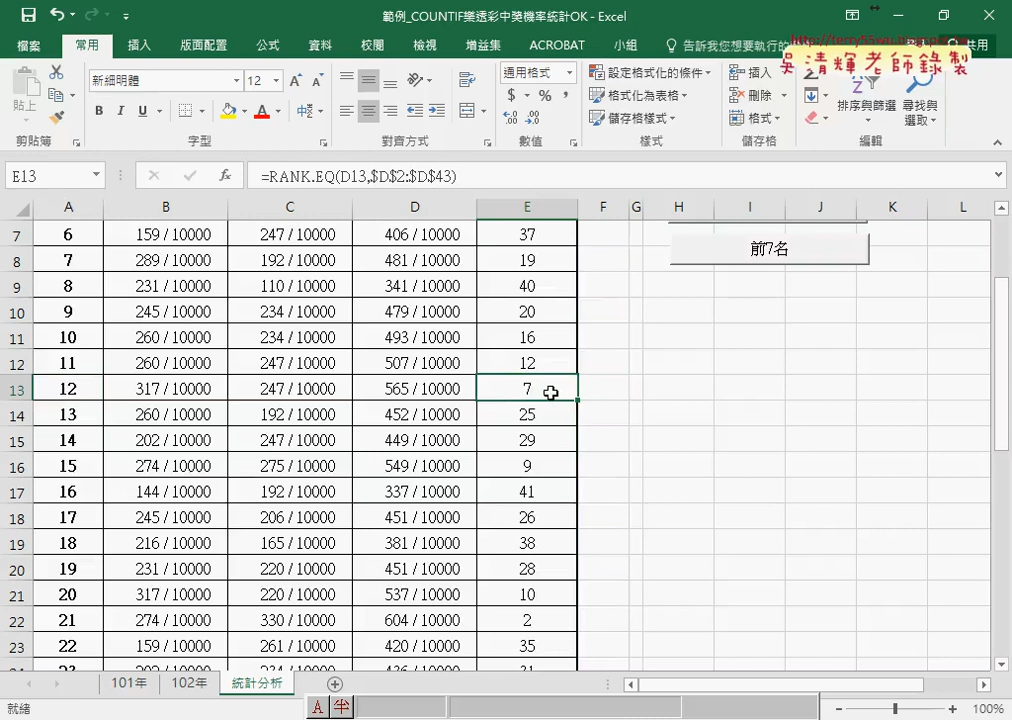 範例_COUNTIF樂透彩中獎機率統計OK - Excel
檔案 常用 插入 版面配置 公式 資料 校閱 檢視 增益集 ACROBAT 小組 告訴我您想要執行的 共用
吳清輝老師錄製
貼上 新細明體 12 通用格式 設定格式化的條件 插入
B I U A 中 $ % , 格式化為表格 刪除 排序與篩選 尋找與選取
儲存格樣式 格式
剪貼簿 字型 對齊方式 數值 樣式 儲存格 編輯
E13 fx =RANK.EQ(D13,$D$2:$D$43)
A B C D E F G H I J K L
7 6 159 / 10000 247 / 10000 406 / 10000 37 前7名
8 7 289 / 10000 192 / 10000 481 / 10000 19
9 8 231 / 10000 110 / 10000 341 / 10000 40
10 9 245 / 10000 234 / 10000 479 / 10000 20
11 10 260 / 10000 234 / 10000 493 / 10000 16
12 11 260 / 10000 247 / 10000 507 / 10000 12
13 12 317 / 10000 247 / 10000 565 / 10000 7
14 13 260 / 10000 192 / 10000 452 / 10000 25
15 14 202 / 10000 247 / 10000 449 / 10000 29
16 15 274 / 10000 275 / 10000 549 / 10000 9
17 16 144 / 10000 192 / 10000 337 / 10000 41
18 17 245 / 10000 206 / 10000 451 / 10000 26
19 18 216 / 10000 165 / 10000 381 / 10000 38
20 19 231 / 10000 220 / 10000 451 / 10000 28
21 20 317 / 10000 220 / 10000 537 / 10000 10
22 21 274 / 10000 330 / 10000 604 / 10000 2
23 22 159 / 10000 261 / 10000 420 / 10000 35
101年 102年 統計分析
就緒 A 半 100%